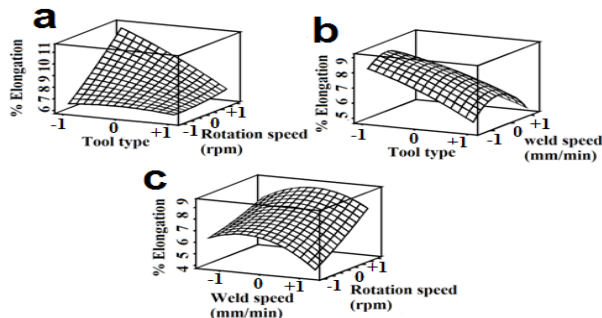 a
% Elongation
6 7 8 9 10 11
-1 0 +1
Tool type
-1 0 +1
Rotation speed
(rpm)
b
% Elongation
5 6 7 8 9
-1 0 +1
Tool type
-1 0 +1
weld speed
(mm/min)
c
% Elongation
4 5 6 7 8 9
-1 0 +1
Weld speed
(mm/min)
-1 0 +1
Rotation speed
(rpm)